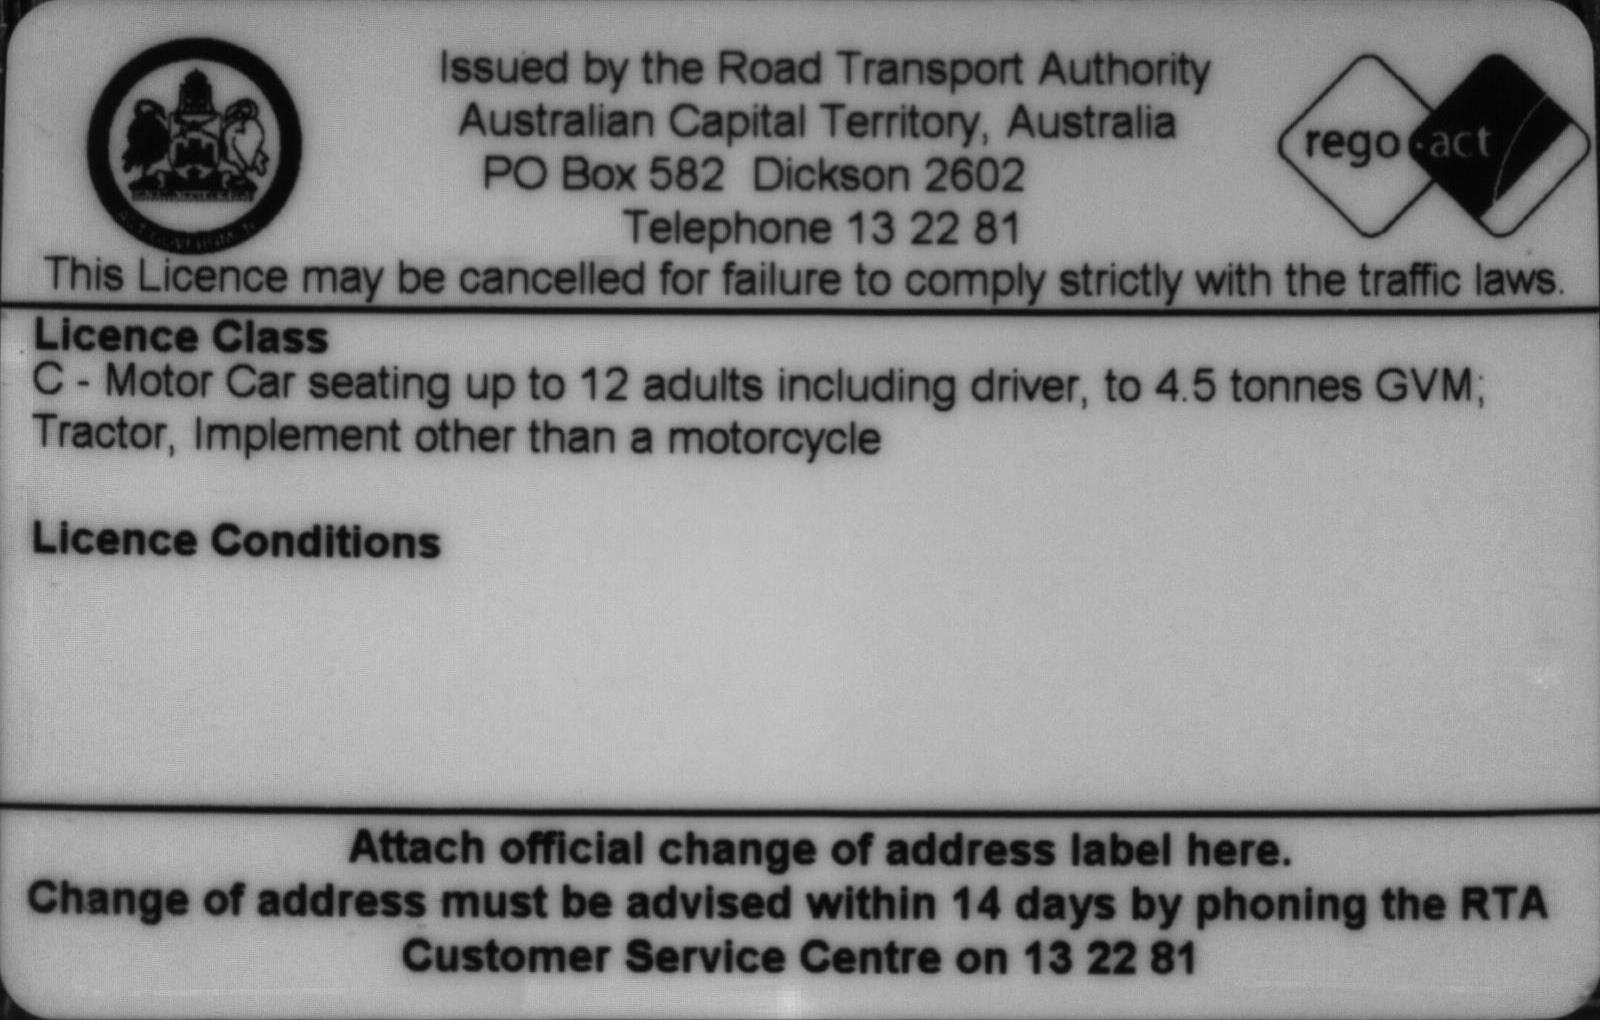 Issued by the Road Transport Authority
Australian Capital Territory, Australia
PO Box 582 Dickson 2602
Telephone 13 22 81
rego·act
This Licence may be cancelled for failure to comply strictly with the traffic laws.
Licence Class
C - Motor Car seating up to 12 adults including driver, to 4.5 tonnes GVM;
Tractor, Implement other than a motorcycle
Licence Conditions
Attach official change of address label here.
Change of address must be advised within 14 days by phoning the RTA
Customer Service Centre on 13 22 81